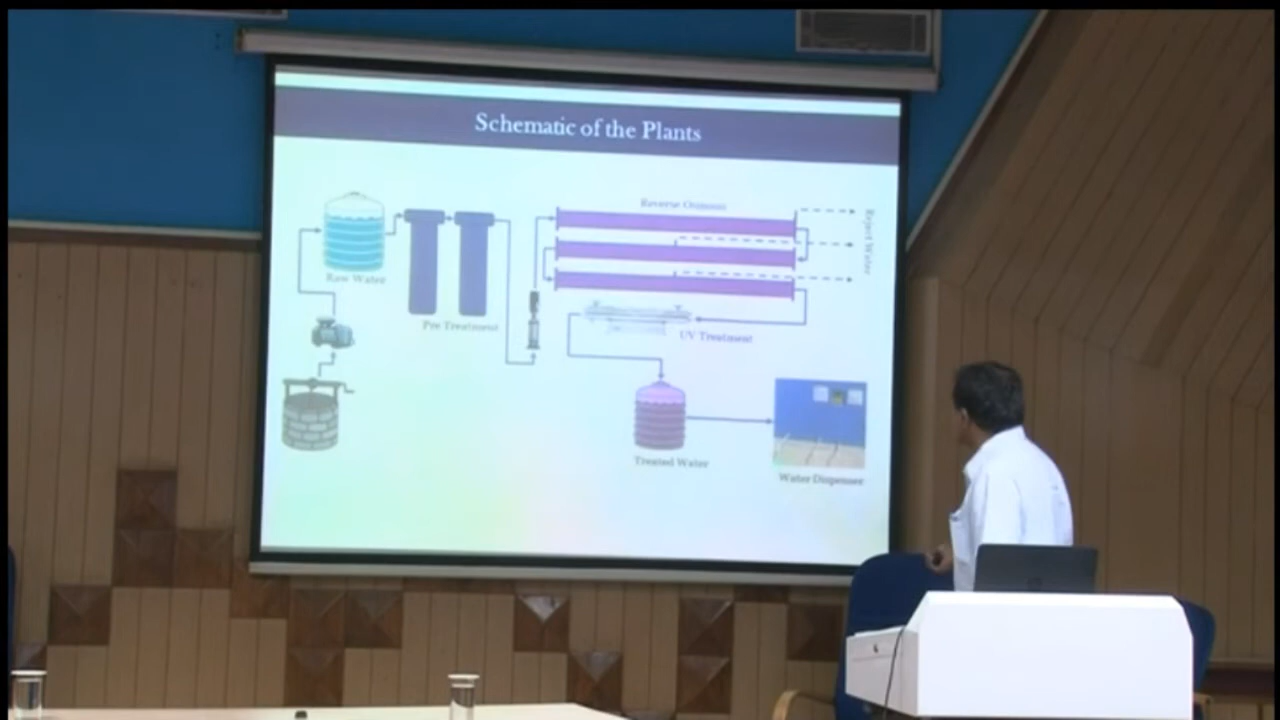 Schematic of the Plants
Reverse Osmosis
Reject Water
Raw Water
Pre Treatment
UV Treatment
Treated Water
Water Dispenser